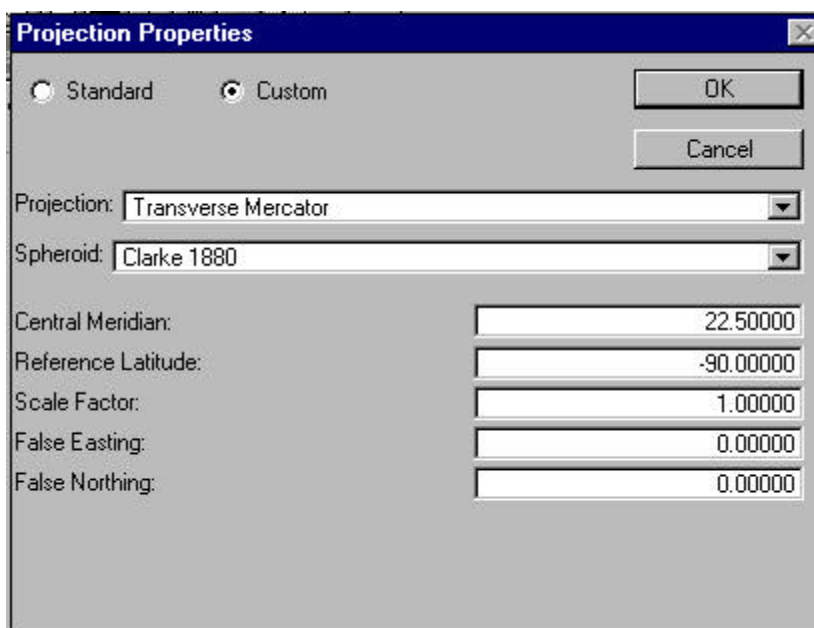 Projection Properties
Standard Custom OK
Cancel
Projection: Transverse Mercator
Spheroid: Clarke 1880
Central Meridian: 22.50000
Reference Latitude: -90.00000
Scale Factor: 1.00000
False Easting: 0.00000
False Northing: 0.00000